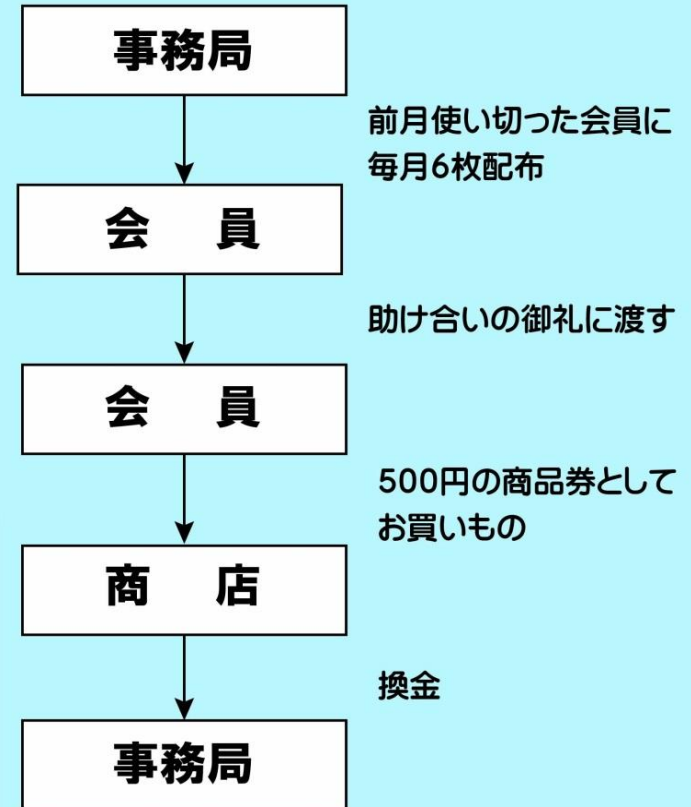 事務局
前月使い切った会員に
毎月6枚配布
会　員
助け合いの御礼に渡す
会　員
500円の商品券として
お買いもの
商　店
換金
事務局